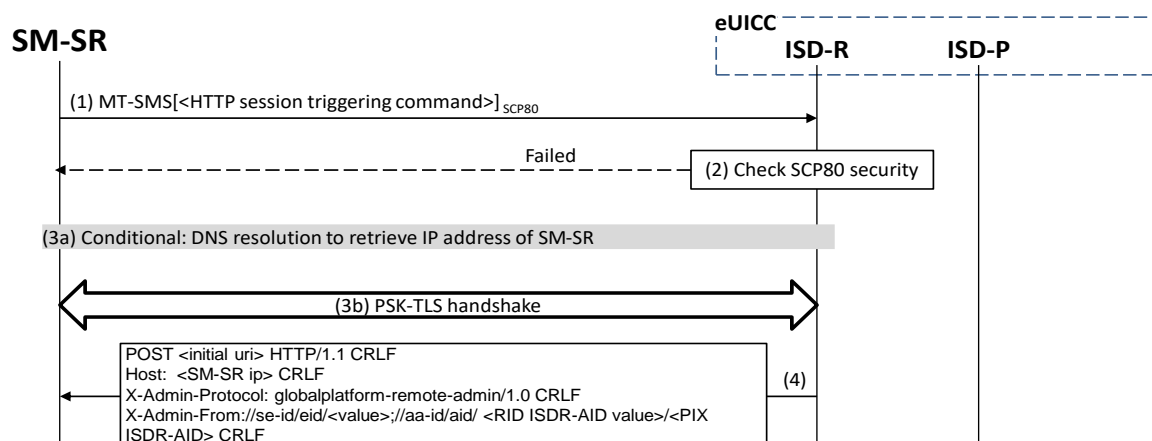 eUICC
SM-SR
ISD-R
ISD-P
(1) MT-SMS[<HTTP session triggering command>] SCP80
Failed
(2) Check SCP80 security
(3a) Conditional: DNS resolution to retrieve IP address of SM-SR
(3b) PSK-TLS handshake
POST <initial uri> HTTP/1.1 CRLF
Host:  <SM-SR ip> CRLF
(4)
X-Admin-Protocol: globalplatform-remote-admin/1.0 CRLF
X-Admin-From://se-id/eid/<value>;//aa-id/aid/ <RID ISDR-AID value>/<PIX
ISDR-AID> CRLF